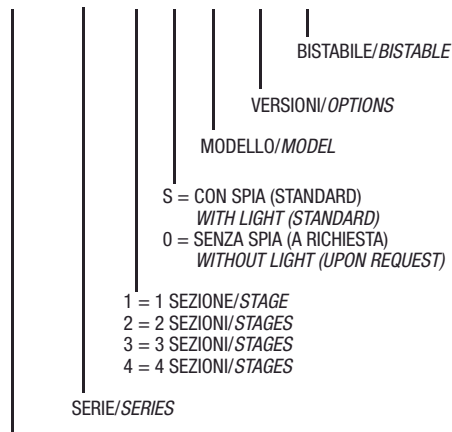 BISTABILE/BISTABLE
VERSIONI/OPTIONS
MODELLO/MODEL
S = CON SPIA (STANDARD)
WITH LIGHT (STANDARD)
0 = SENZA SPIA (A RICHIESTA)
WITHOUT LIGHT (UPON REQUEST)
1 = 1 SEZIONE/STAGE
2 = 2 SEZIONI/STAGES
3 = 3 SEZIONI/STAGES
4 = 4 SEZIONI/STAGES
SERIE/SERIES